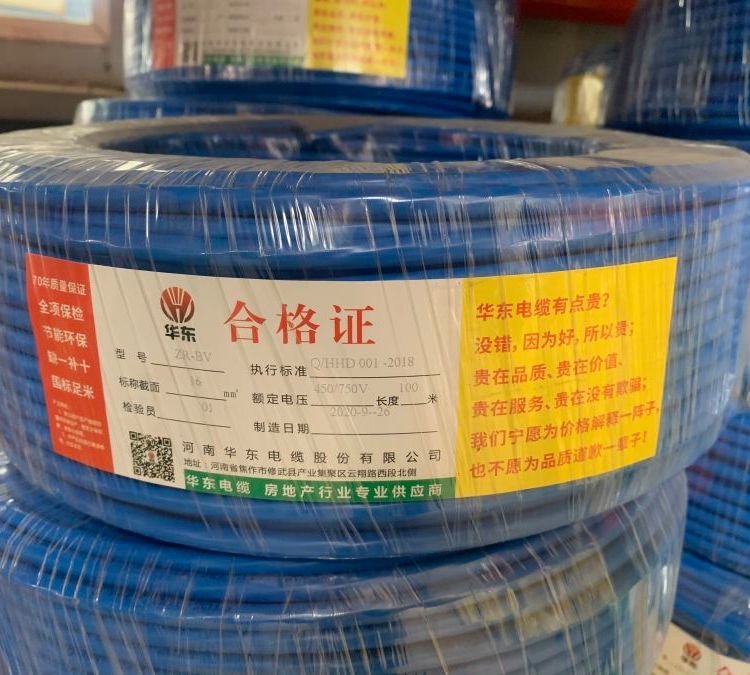 70年质量保证
全项保检
节能环保
缺一补十
国标足米
华东
合格证
型 号 ZR-BV
标称截面 16 mm²
检验员 01
执行标准 Q/HHD 001 -2018
额定电压 450/750V 长度 100 米
制造日期 2020-9--26
河南华东电缆股份有限公司
地址:河南省焦作市修武县产业集聚区云翔路西段北侧
华东电缆 房地产行业专业供应商
华东电缆有点贵?
没错,因为好,所以贵;
贵在品质、贵在价值、
贵在服务、贵在没有欺骗;
我们宁愿为价格解释一阵子,
也不愿为品质道歉一辈子!
华东